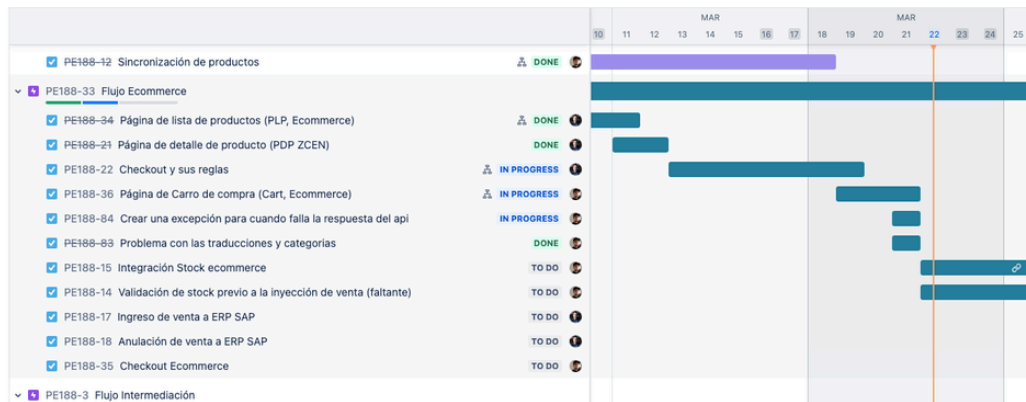 MAR MAR
10 11 12 13 14 15 16 17 18 19 20 21 22 23 24 25
PE188-12 Sincronización de productos DONE
PE188-33 Flujo Ecommerce
PE188-34 Página de lista de productos (PLP, Ecommerce) DONE
PE188-21 Página de detalle de producto (PDP ZCEN) DONE
PE188-22 Checkout y sus reglas IN PROGRESS
PE188-36 Página de Carro de compra (Cart, Ecommerce) IN PROGRESS
PE188-84 Crear una excepción para cuando falla la respuesta del api IN PROGRESS
PE188-83 Problema con las traducciones y categorias DONE
PE188-15 Integración Stock ecommerce TO DO
PE188-14 Validación de stock previo a la inyección de venta (faltante) TO DO
PE188-17 Ingreso de venta a ERP SAP TO DO
PE188-18 Anulación de venta a ERP SAP TO DO
PE188-35 Checkout Ecommerce TO DO
PE188-3 Flujo Intermediación